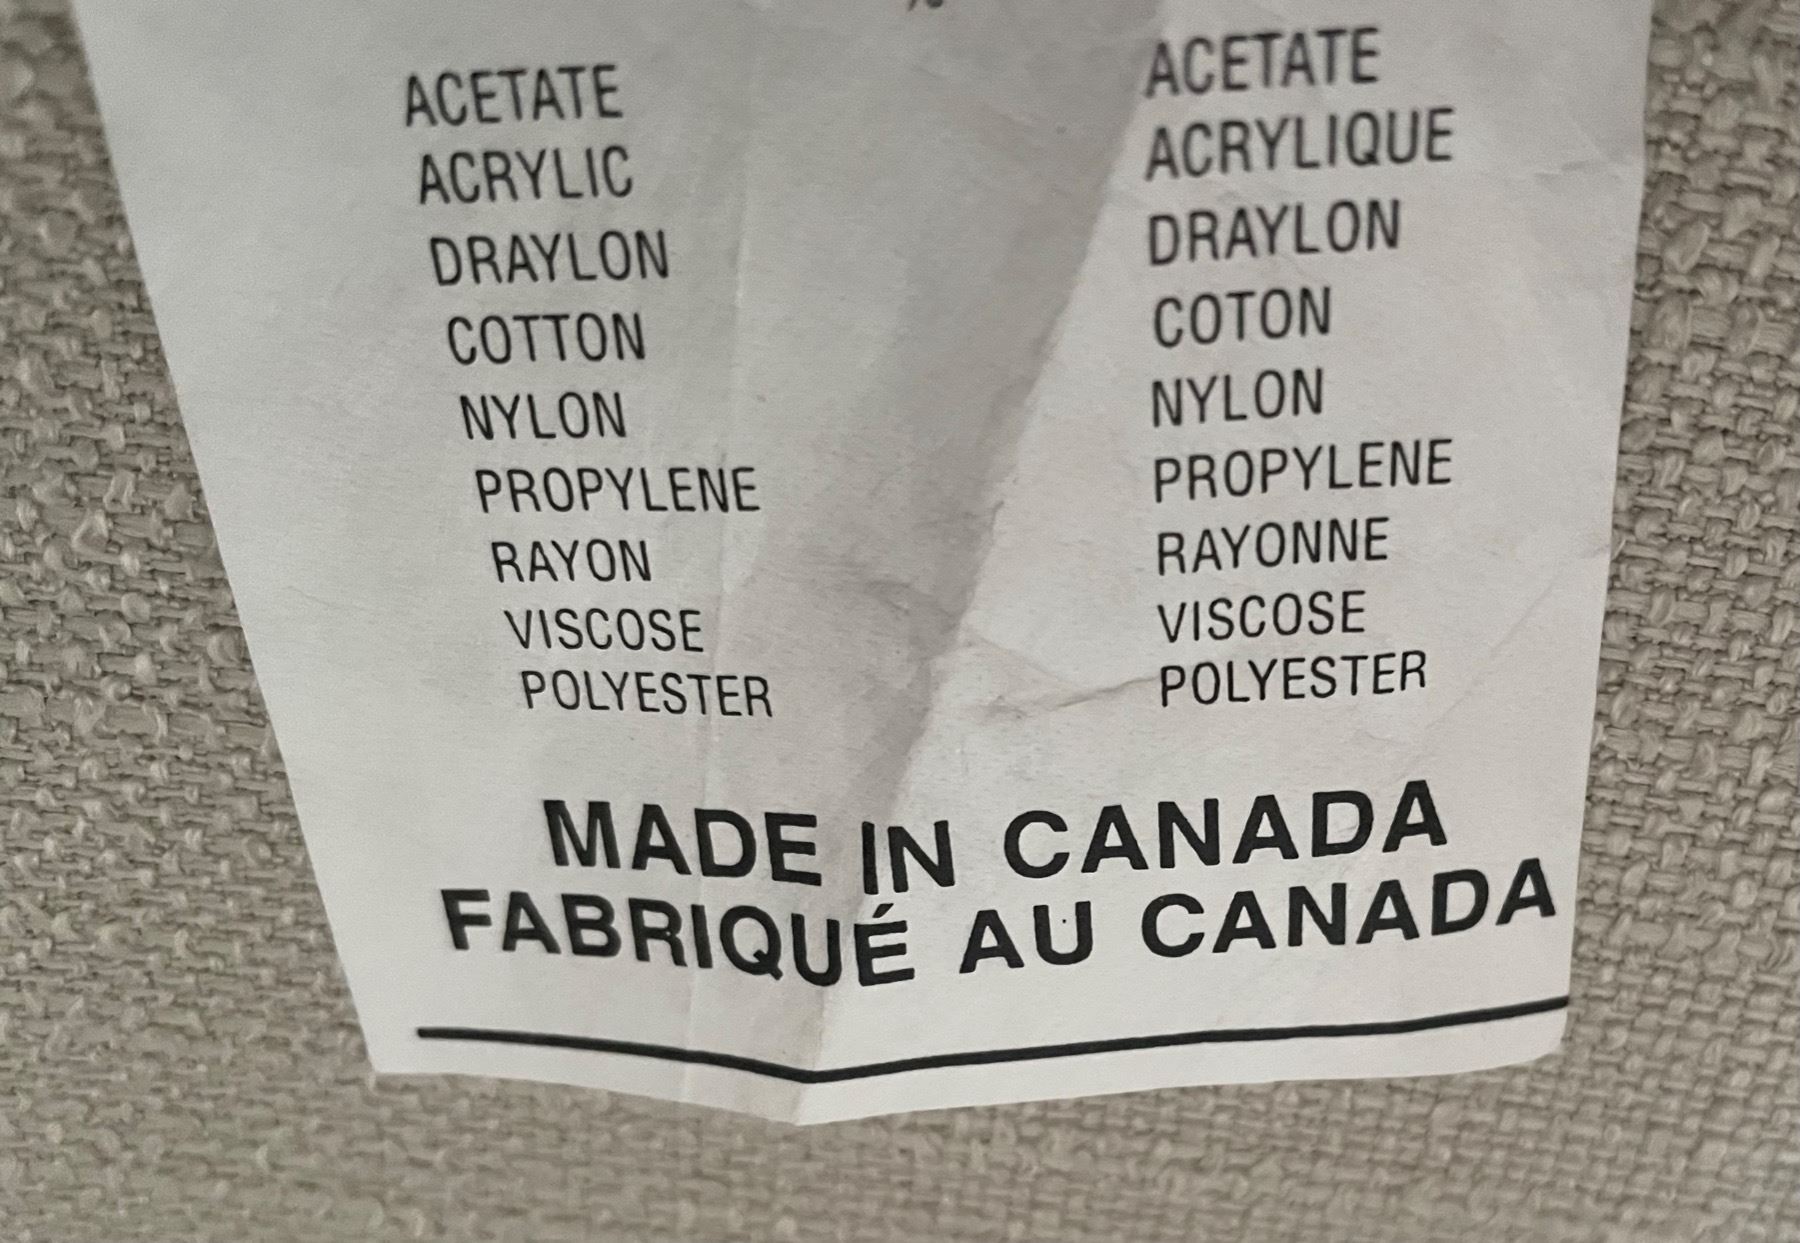 ACETATE ACETATE
ACRYLIC ACRYLIQUE
DRAYLON DRAYLON
COTTON COTON
NYLON NYLON
PROPYLENE PROPYLENE
RAYON RAYONNE
VISCOSE VISCOSE
POLYESTER POLYESTER
MADE IN CANADA
FABRIQUÉ AU CANADA